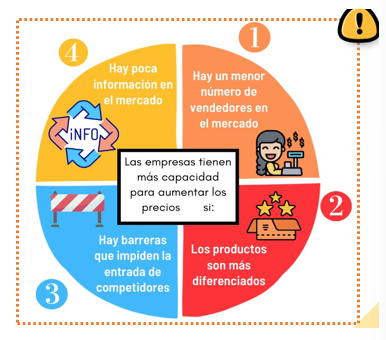 1
Hay un menor
número de
vendedores en
el mercado
$ $ $
2
Los productos
son más
diferenciados
3
Hay barreras
que impiden la
entrada de
competidores
4
Hay poca
información en
el mercado
iNFO
Las empresas tienen
más capacidad
para aumentar los
precios si:
!